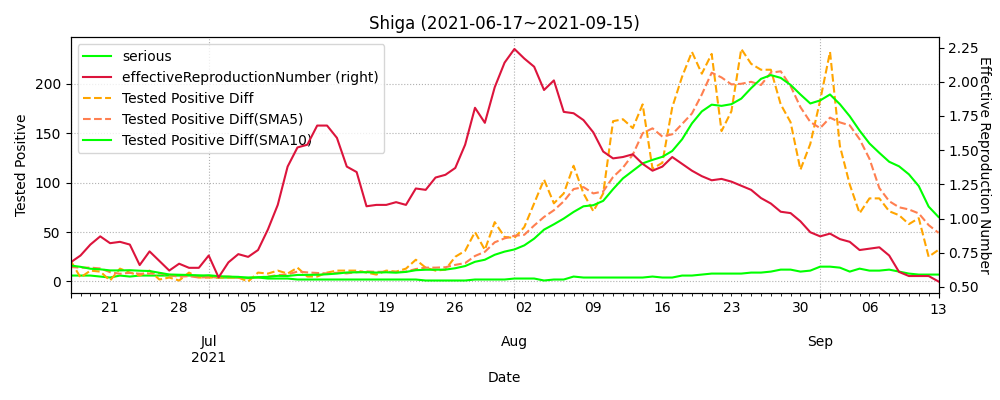 Shiga (2021-06-17~2021-09-15)
serious
effectiveReproductionNumber (right)
Tested Positive Diff
Tested Positive Diff(SMA5)
Tested Positive Diff(SMA10)
Tested Positive
200
150
100
50
0
2.25
2.00
1.75
1.50
1.25
1.00
0.75
0.50
Effective Reproduction Number
21 28 05 12 19 26 02 09 16 23 30 06 13
Jul Aug Sep
2021
Date